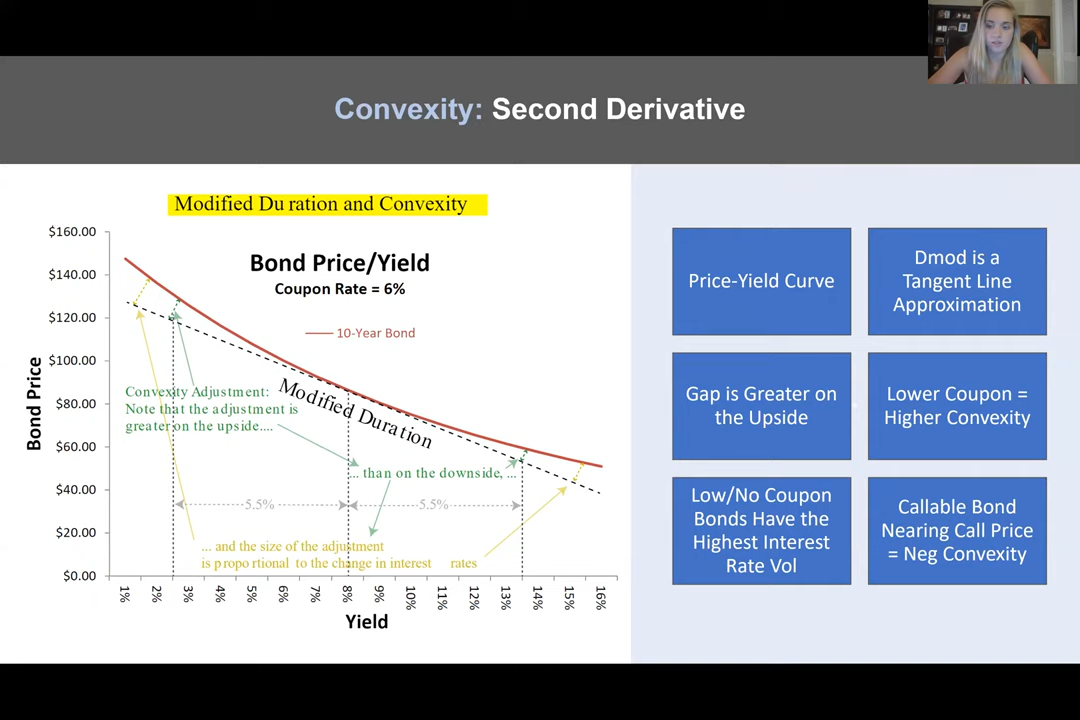 Convexity: Second Derivative
Modified Du ration and Convexity
Bond Price/Yield
Coupon Rate = 6%
10-Year Bond
Bond Price
$160.00
$140.00
$120.00
$100.00
$80.00
$60.00
$40.00
$20.00
$0.00
Modified Duration
Convexity Adjustment:
Note that the adjustment is
greater on the upside....
... than on the downside, ...
5.5%
5.5%
... and the size of the adjustment
is p ropo rtional to the change in interest rates
1%
2%
3%
4%
5%
6%
7%
8%
9%
10%
11%
12%
13%
14%
15%
16%
Yield
Price-Yield Curve
Dmod is a
Tangent Line
Approximation
Gap is Greater on
the Upside
Lower Coupon =
Higher Convexity
Low/No Coupon
Bonds Have the
Highest Interest
Rate Vol
Callable Bond
Nearing Call Price
= Neg Convexity